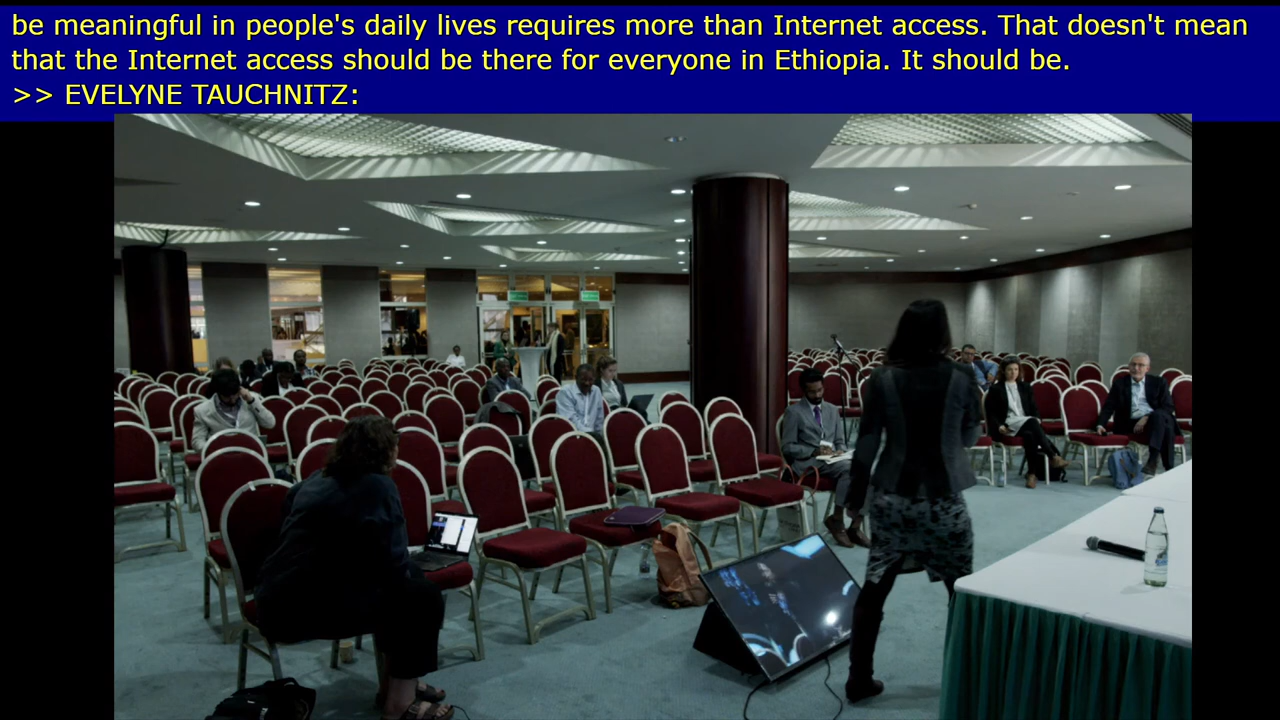 be meaningful in people's daily lives requires more than Internet access. That doesn't mean
that the Internet access should be there for everyone in Ethiopia. It should be.
>> EVELYNE TAUCHNITZ: